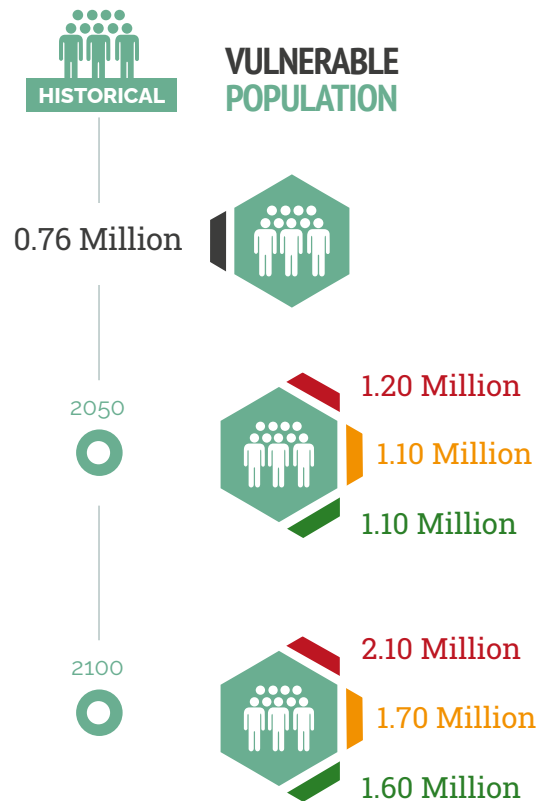 HISTORICAL
VULNERABLE
POPULATION
0.76 Million
2050
1.20 Million
1.10 Million
1.10 Million
2100
2.10 Million
1.70 Million
1.60 Million